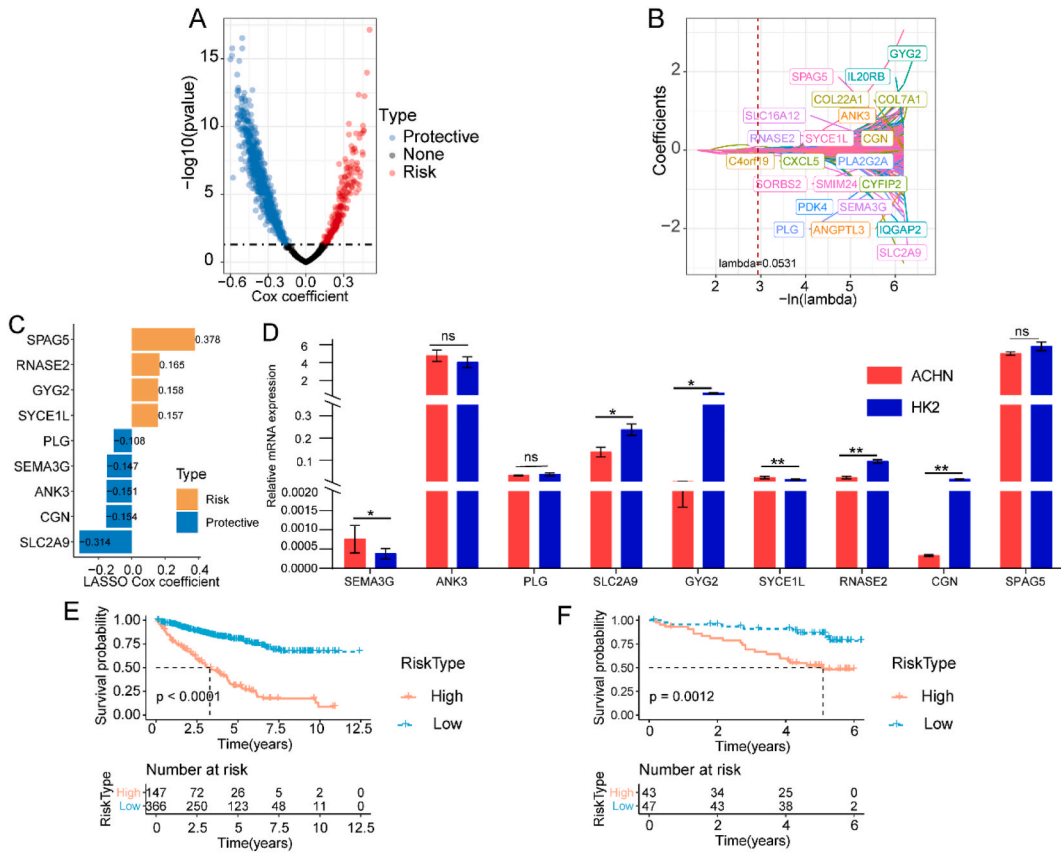 A
−log10(pvalue)
15
10
5
0
−0.6
−0.3
0.0
0.3
Cox coefficient
Type
Protective
None
Risk
B
Coefficients
2
0
−2
GYG2
SPAG5
IL20RB
COL22A1
COL7A1
SLC16A12
ANK3
RNASE2
SYCE1L
CGN
C4orf19
CXCL5
PLA2G2A
SORBS2
SMIM24
CYFIP2
PDK4
SEMA3G
PLG
ANGPTL3
IQGAP2
SLC2A9
lambda=0.0531
2
3
4
5
6
−ln(lambda)
C
SPAG5
0.378
RNASE2
0.165
GYG2
0.158
SYCE1L
0.157
PLG
−0.108
SEMA3G
−0.147
ANK3
−0.151
CGN
−0.154
SLC2A9
−0.314
Type
Risk
Protective
−0.2
0.0
0.2
0.4
LASSO Cox coefficient
D
Relative mRNA expression
6
4
2
0.3
0.2
0.1
0.0020
0.0015
0.0010
0.0005
0.0000
*
ns
ns
*
*
**
**
**
ns
ACHN
HK2
SEMA3G
ANK3
PLG
SLC2A9
GYG2
SYCE1L
RNASE2
CGN
SPAG5
E
Survival probability
1.00
0.75
0.50
0.25
0.00
p < 0.0001
0
2.5
5
7.5
10
12.5
Time(years)
RiskType
High
Low
Number at risk
RiskType
High
147 72 26 5 2 0
Low
366 250 123 48 11 0
0 2.5 5 7.5 10 12.5
Time(years)
F
Survival probability
1.00
0.75
0.50
0.25
0.00
p = 0.0012
0
2
4
6
Time(years)
RiskType
High
Low
Number at risk
RiskType
High
43 34 25 0
Low
47 43 38 2
0 2 4 6
Time(years)